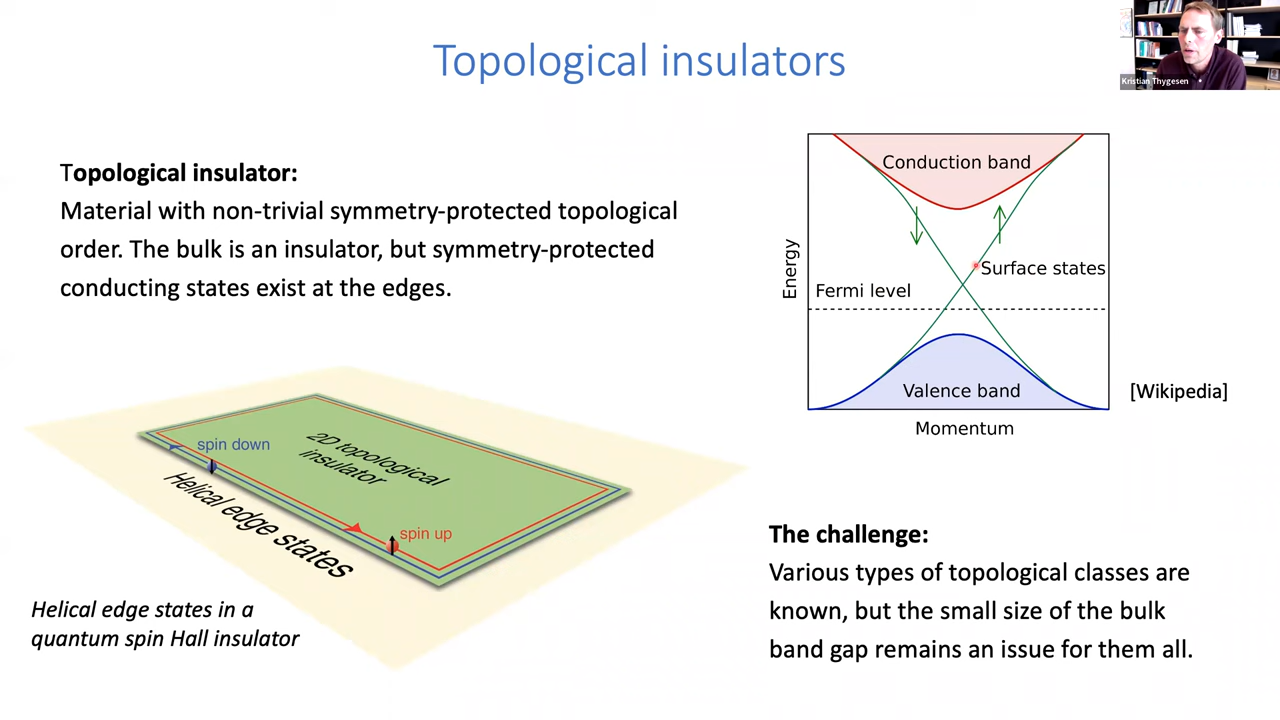 Topological insulators
Kristian Thygesen
Topological insulator:
Material with non-trivial symmetry-protected topological
order. The bulk is an insulator, but symmetry-protected
conducting states exist at the edges.
Conduction band
Surface states
Fermi level
Valence band
Energy
Momentum
[Wikipedia]
spin down
2D topological
insulator
Helical edge states
spin up
Helical edge states in a
quantum spin Hall insulator
The challenge:
Various types of topological classes are
known, but the small size of the bulk
band gap remains an issue for them all.